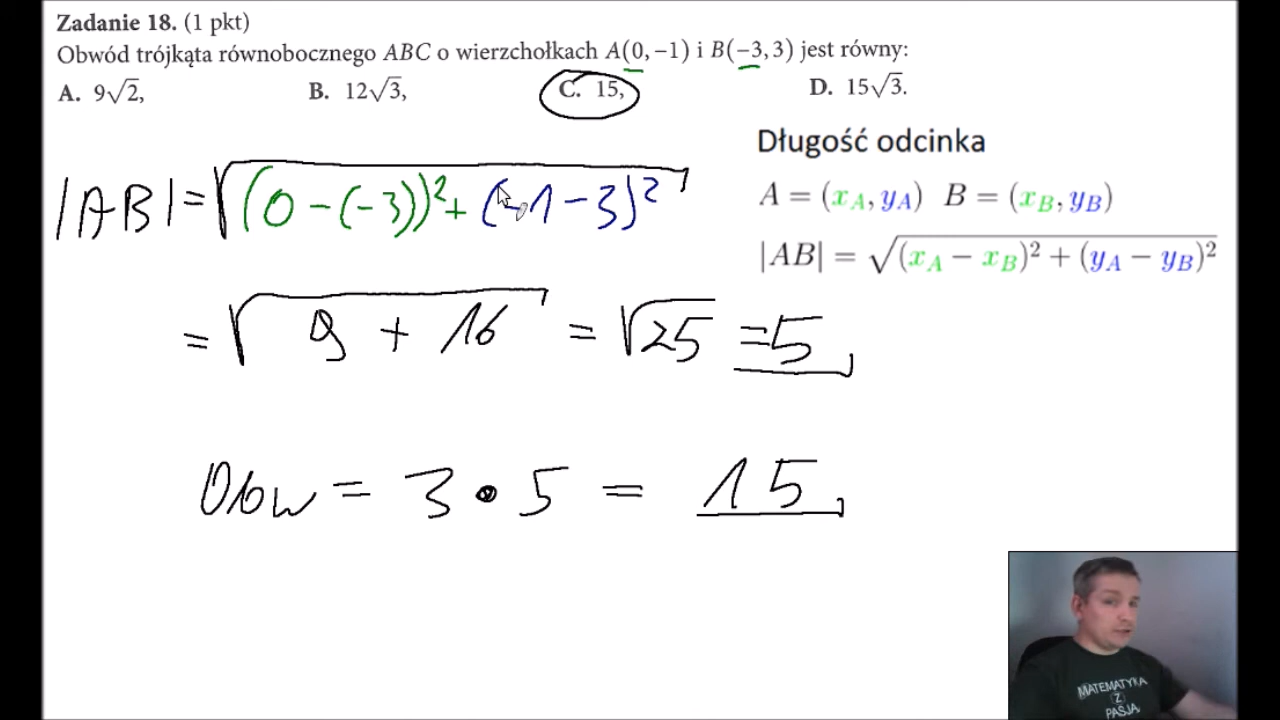 Zadanie 18. (1 pkt)
Obwód trójkąta równobocznego ABC o wierzchołkach A(0, −1) i B(−3, 3) jest równy:
A. 9√2, B. 12√3, C. 15, D. 15√3.
Długość odcinka
A = (x_A, y_A) B = (x_B, y_B)
|AB| = √((x_A − x_B)² + (y_A − y_B)²)
|AB| = √((0 − (−3))² + (−1 − 3)²)
= √(9 + 16) = √25 = 5
Obw = 3 • 5 = 15
MATEMATYKA
Z
PASJĄ